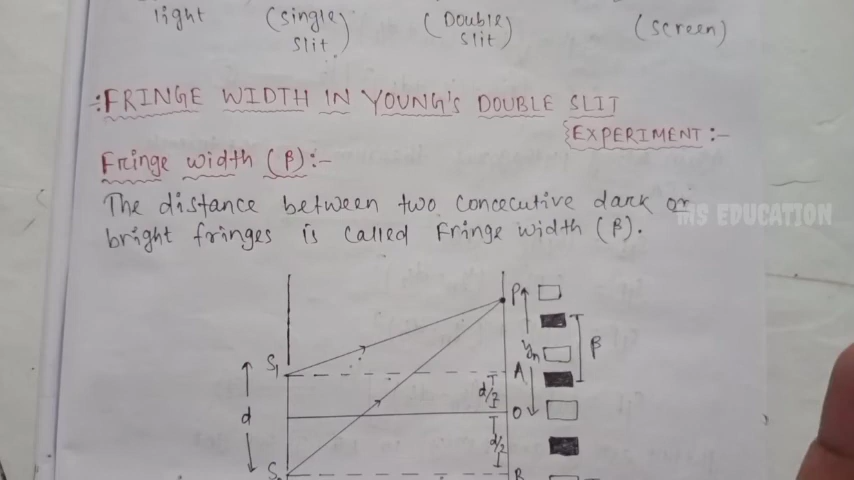 light (Single slit) (Double slit) (Screen)
:FRINGE WIDTH IN YOUNG'S DOUBLE SLIT
EXPERIMENT:-
Fringe width (β):-
The distance between two concecutive dark or
bright fringes is called Fringe width (β).
MS EDUCATION
P
yn
β
S1
A
d/2
d
O
d/2
S2
B